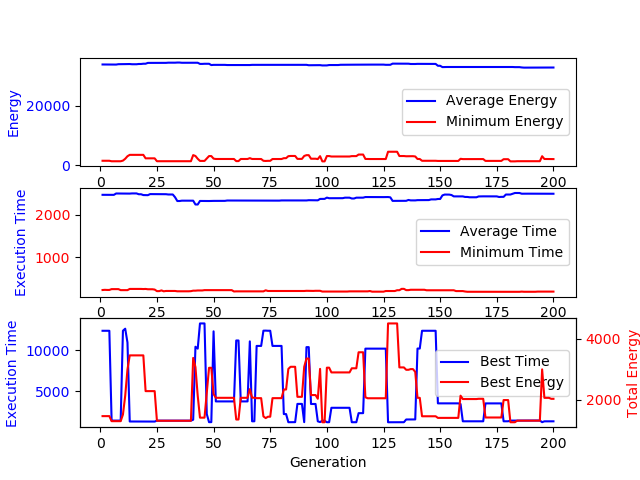 20000
0
Energy
Average Energy
Minimum Energy
0 25 50 75 100 125 150 175 200
2000
1000
Execution Time
Average Time
Minimum Time
0 25 50 75 100 125 150 175 200
10000
5000
Execution Time
Best Time
Best Energy
4000
2000
Total Energy
0 25 50 75 100 125 150 175 200
Generation